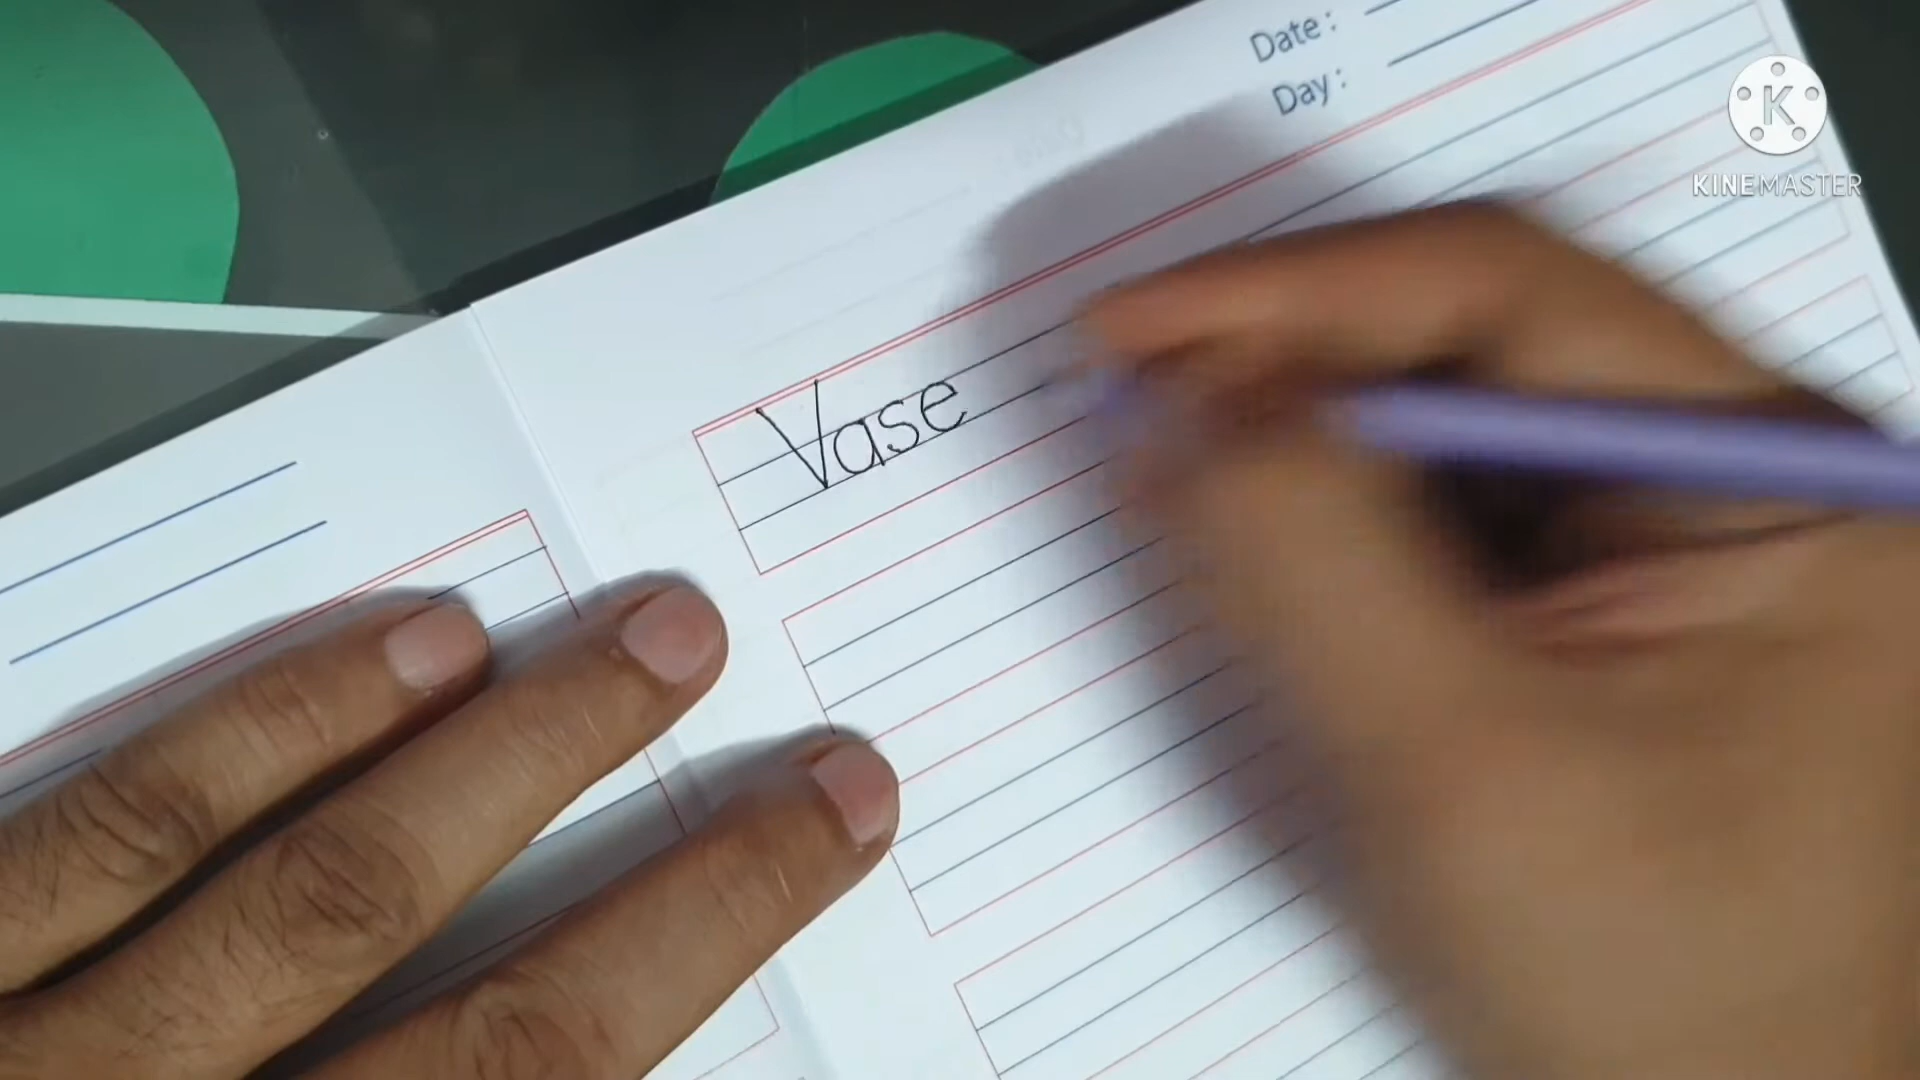 Date :
Day :
K
KINEMASTER
Vase